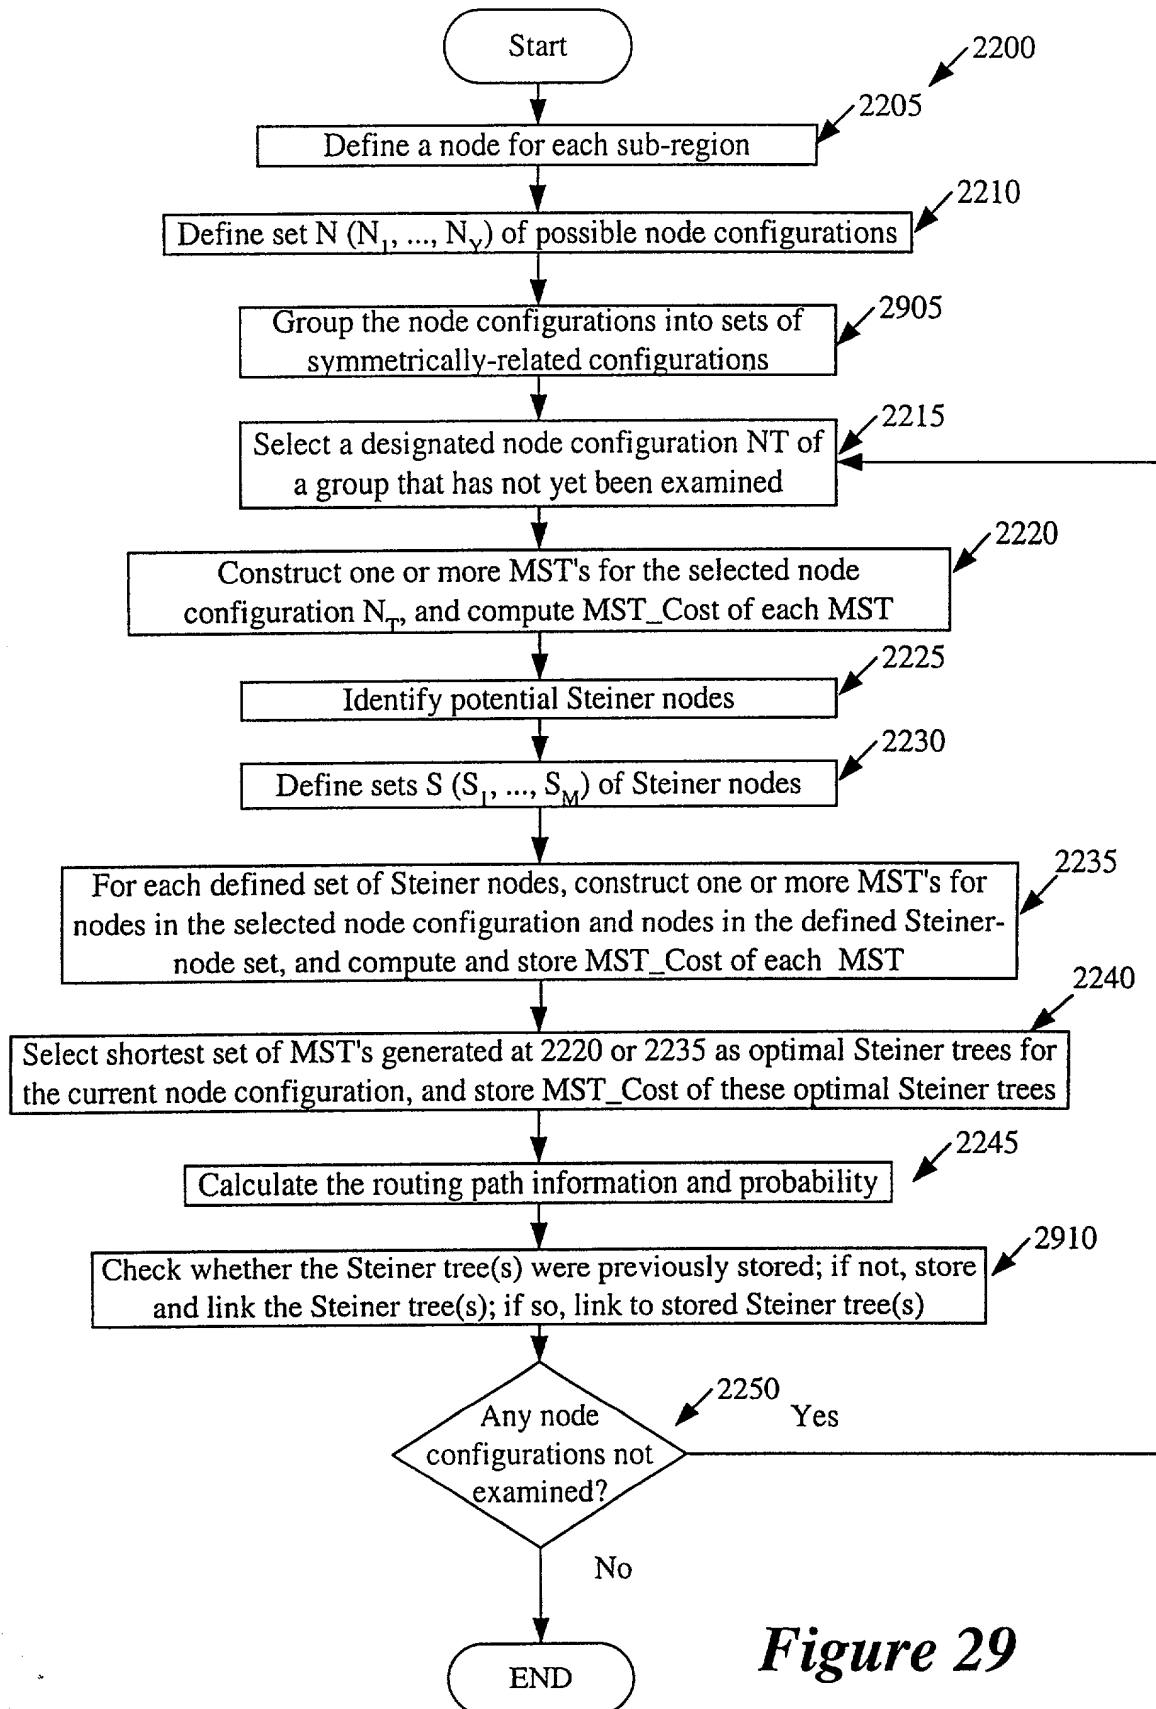 Start
2200
2205
Define a node for each sub-region
2210
Define set N (N1, ..., NY) of possible node configurations
2905
Group the node configurations into sets of
symmetrically-related configurations
2215
Select a designated node configuration NT of
a group that has not yet been examined
2220
Construct one or more MST's for the selected node
configuration NT, and compute MST_Cost of each MST
2225
Identify potential Steiner nodes
2230
Define sets S (S1, ..., SM) of Steiner nodes
2235
For each defined set of Steiner nodes, construct one or more MST's for
nodes in the selected node configuration and nodes in the defined Steiner-
node set, and compute and store MST_Cost of each MST
2240
Select shortest set of MST's generated at 2220 or 2235 as optimal Steiner trees for
the current node configuration, and store MST_Cost of these optimal Steiner trees
2245
Calculate the routing path information and probability
2910
Check whether the Steiner tree(s) were previously stored; if not, store
and link the Steiner tree(s); if so, link to stored Steiner tree(s)
2250
Any node
configurations not
examined?
Yes
No
END
Figure 29